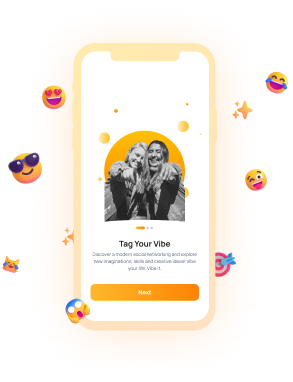 Tag Your Vibe
Discover a modern social networking and explore
new imaginations, skills and creative ideas! Vibe
your life. Vibe it.
Next